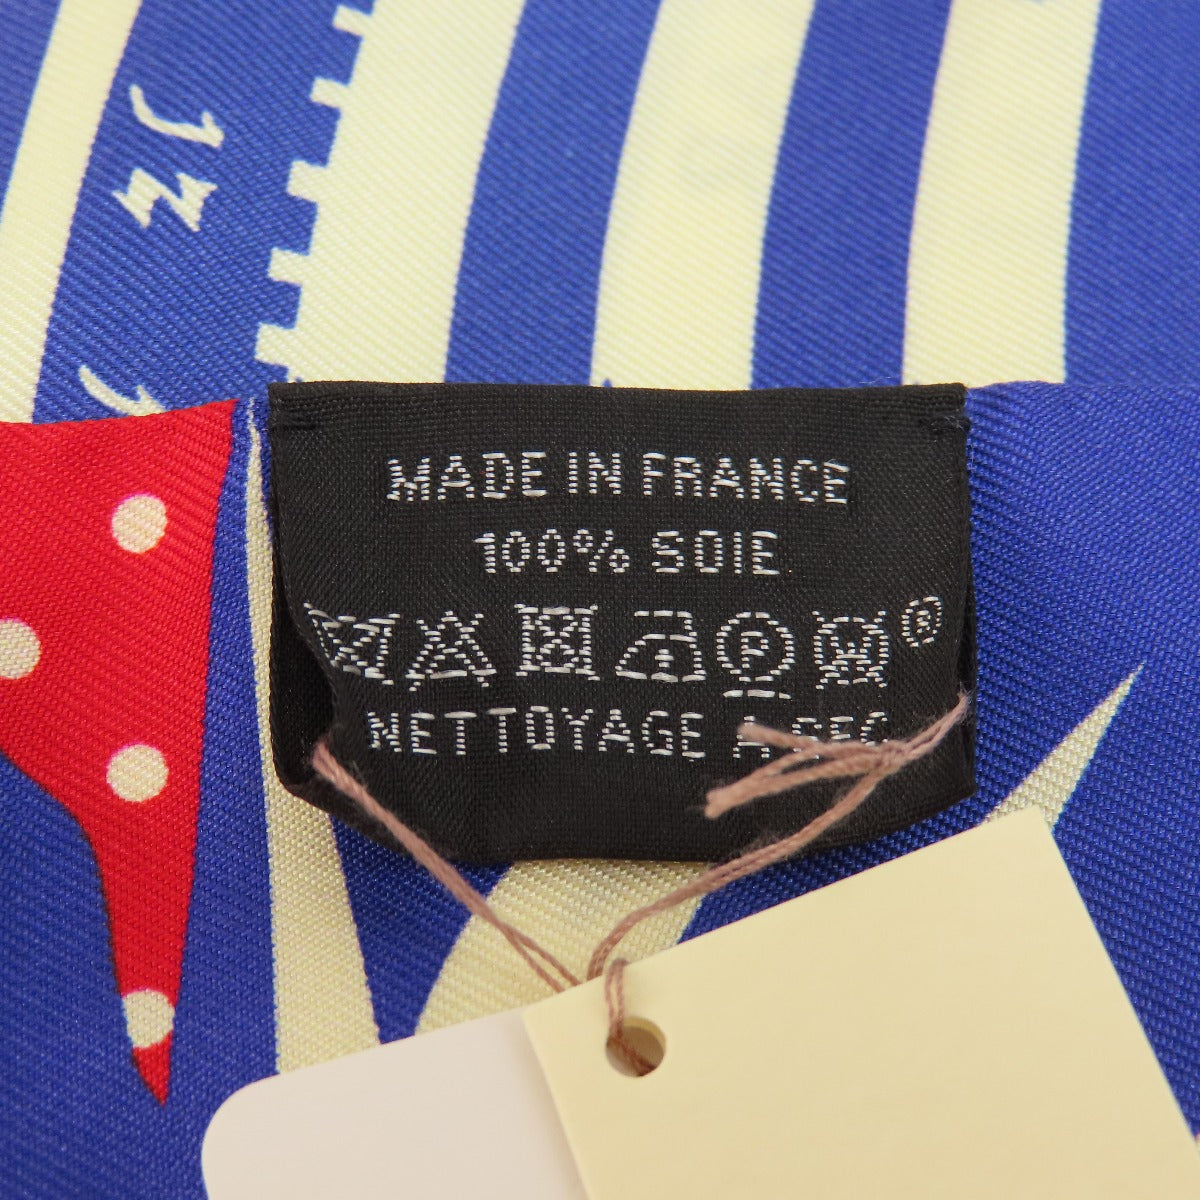 MADE IN FRANCE
100% SOIE
P W ®
NETTOYAGE A SEC